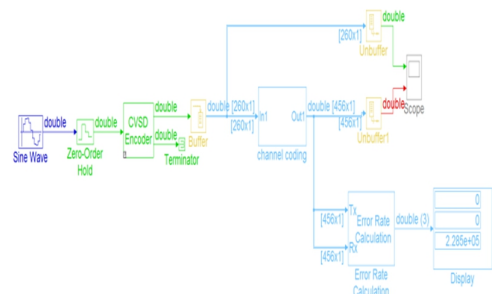 double
[260x1]
Unbuffer
double
Scope
double
Sine Wave
double
Zero-Order
Hold
CVSD
Encoder
double
double
Terminator
Buffer
double [260x1]
[260x1]
In1
Out1
channel coding
double [456x1]
[456x1]
Unbuffer1
double
[456x1]
[456x1]
Tx
Rx
Error Rate
Calculation
Error Rate
Calculation
double (3)
0
0
2.285e+05
Display